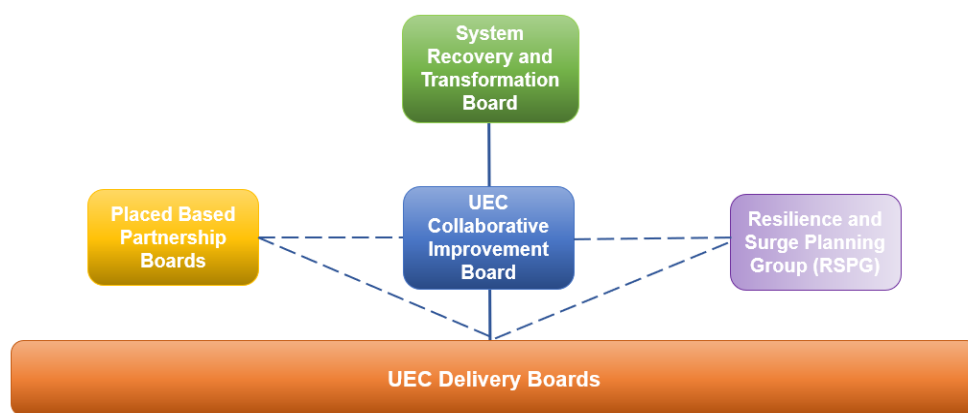 System
Recovery and
Transformation
Board
Placed Based
Partnership
Boards
UEC
Collaborative
Improvement
Board
Resilience and
Surge Planning
Group (RSPG)
UEC Delivery Boards